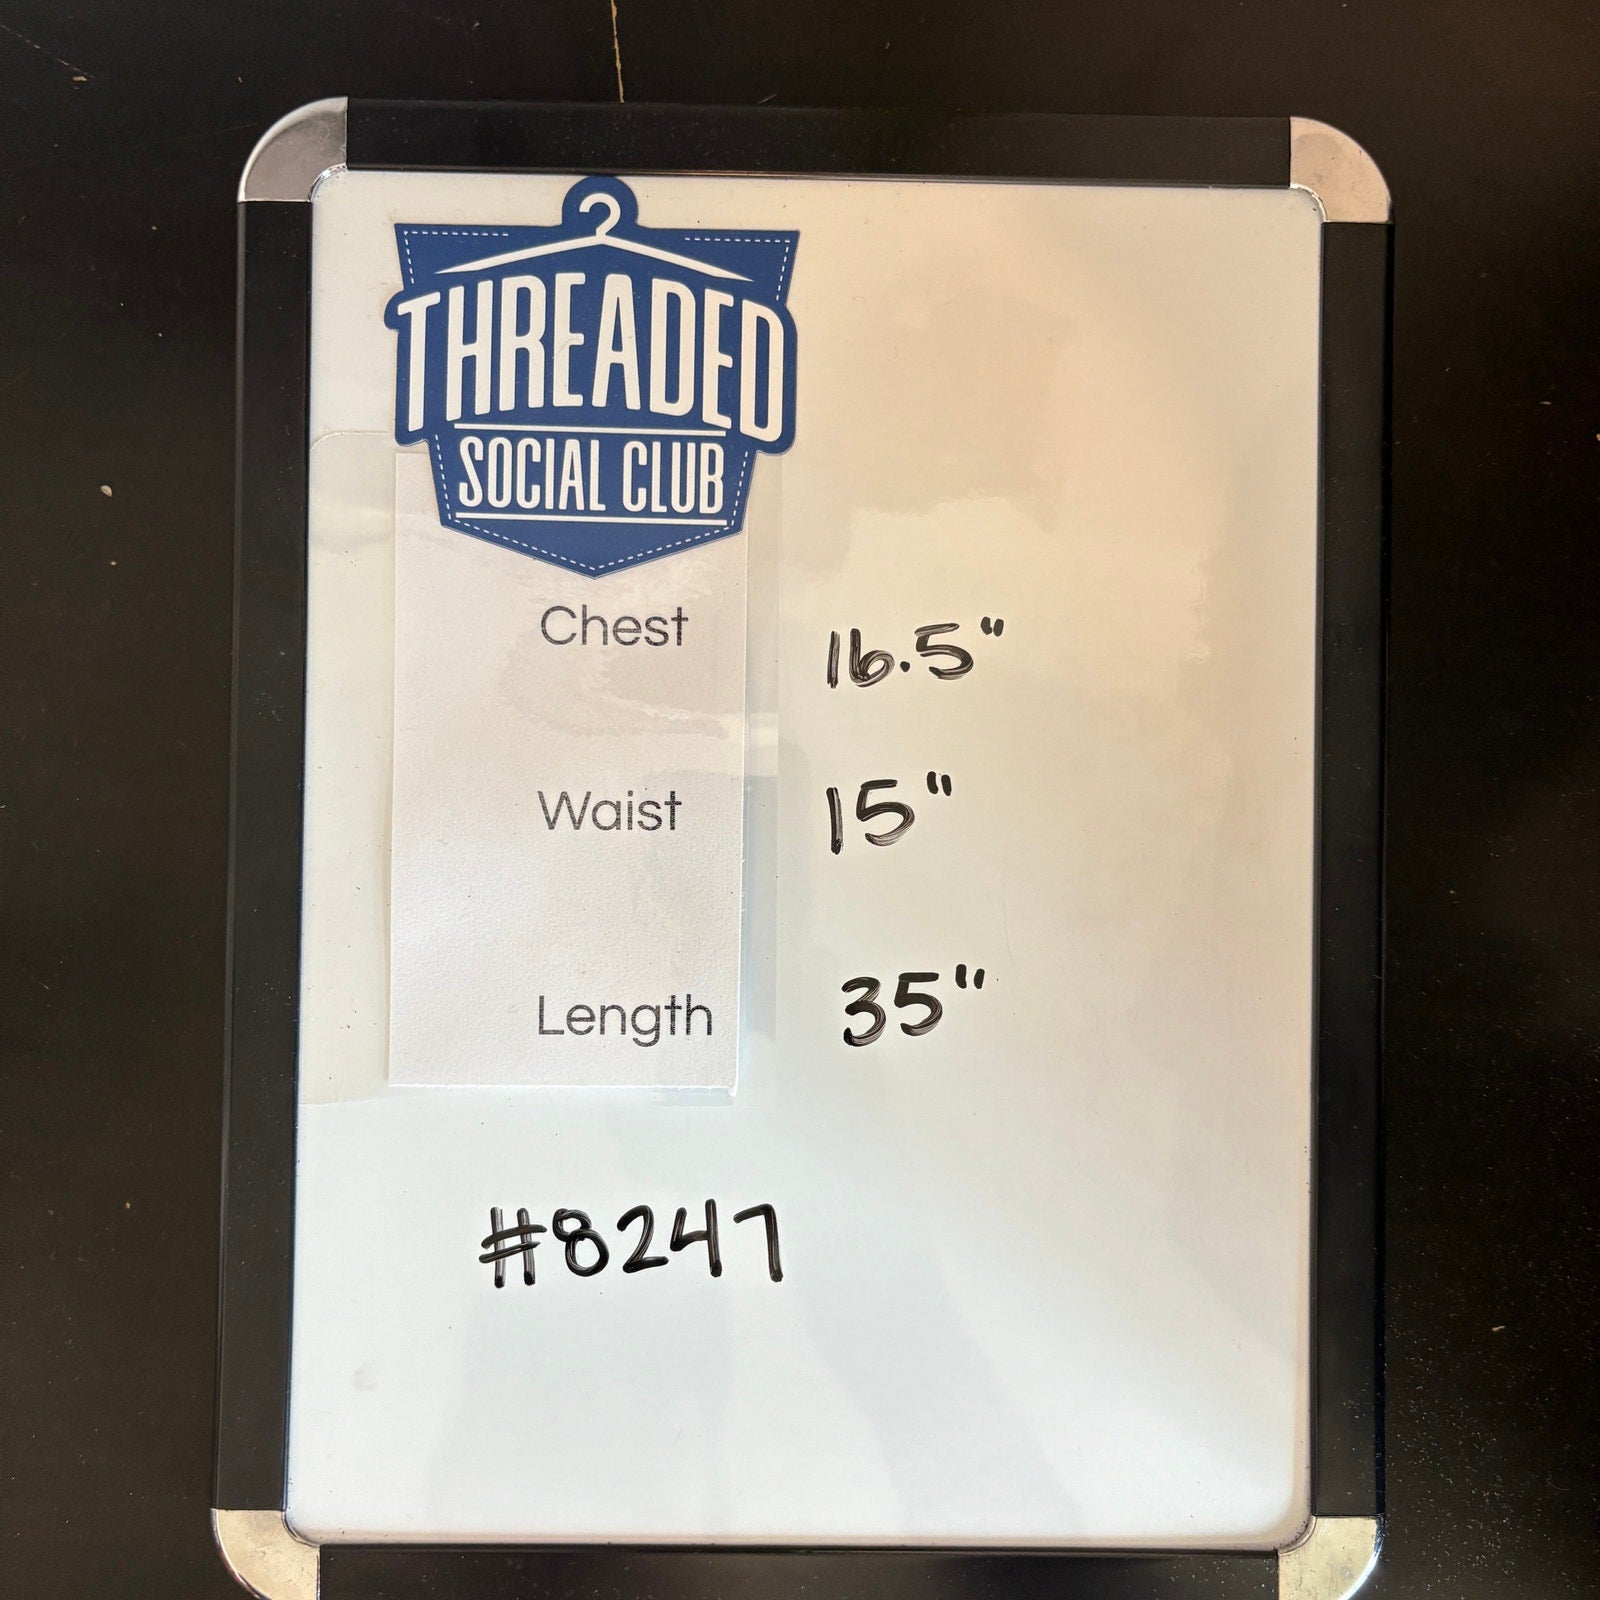 THREADED
SOCIAL CLUB
Chest 16.5"
Waist 15"
Length 35"
#8247